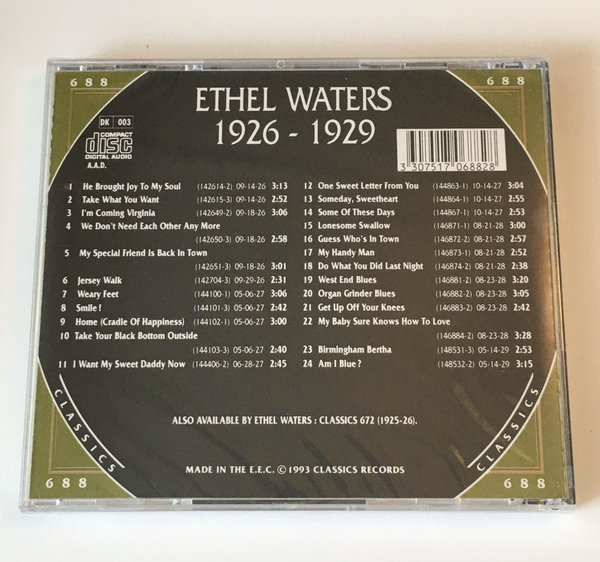 688
688
ETHEL WATERS
1926 - 1929
DK 003
COMPACT
disc
DIGITAL AUDIO
A.A.D.
3 307517 068828
1 He Brought Joy To My Soul (142614-2) 09-14-26 3:13
2 Take What You Want (142615-3) 09-14-26 2:52
3 I'm Coming Virginia (142649-2) 09-18-26 3:06
4 We Don't Need Each Other Any More
(142650-3) 09-18-26 2:58
5 My Special Friend Is Back In Town
(142651-3) 09-18-26 3:01
6 Jersey Walk (142704-3) 09-29-26 2:31
7 Weary Feet (144100-1) 05-06-27 3:06
8 Smile ! (144101-3) 05-06-27 2:42
9 Home (Cradle Of Happiness) (144102-1) 05-06-27 3:00
10 Take Your Black Bottom Outside
(144103-3) 05-06-27 2:40
11 I Want My Sweet Daddy Now (144406-2) 06-28-27 2:45
12 One Sweet Letter From You (144863-1) 10-14-27 3:04
13 Someday, Sweetheart (144864-1) 10-14-27 2:55
14 Some Of These Days (144867-1) 10-14-27 2:53
15 Lonesome Swallow (146871-1) 08-21-28 3:00
16 Guess Who's In Town (146872-2) 08-21-28 2:57
17 My Handy Man (146873-2) 08-21-28 2:52
18 Do What You Did Last Night (146874-2) 08-21-28 2:38
19 West End Blues (146881-2) 08-23-28 3:20
20 Organ Grinder Blues (146882-2) 08-23-28 3:05
21 Get Up Off Your Knees (146883-2) 08-23-28 2:42
22 My Baby Sure Knows How To Love
(146884-2) 08-23-28 3:28
23 Birmingham Bertha (148531-3) 05-14-29 2:53
24 Am I Blue ? (148532-2) 05-14-29 3:15
ALSO AVAILABLE BY ETHEL WATERS : CLASSICS 672 (1925-26).
MADE IN THE E.E.C. © 1993 CLASSICS RECORDS
CLASSICS
CLASSICS
688
688